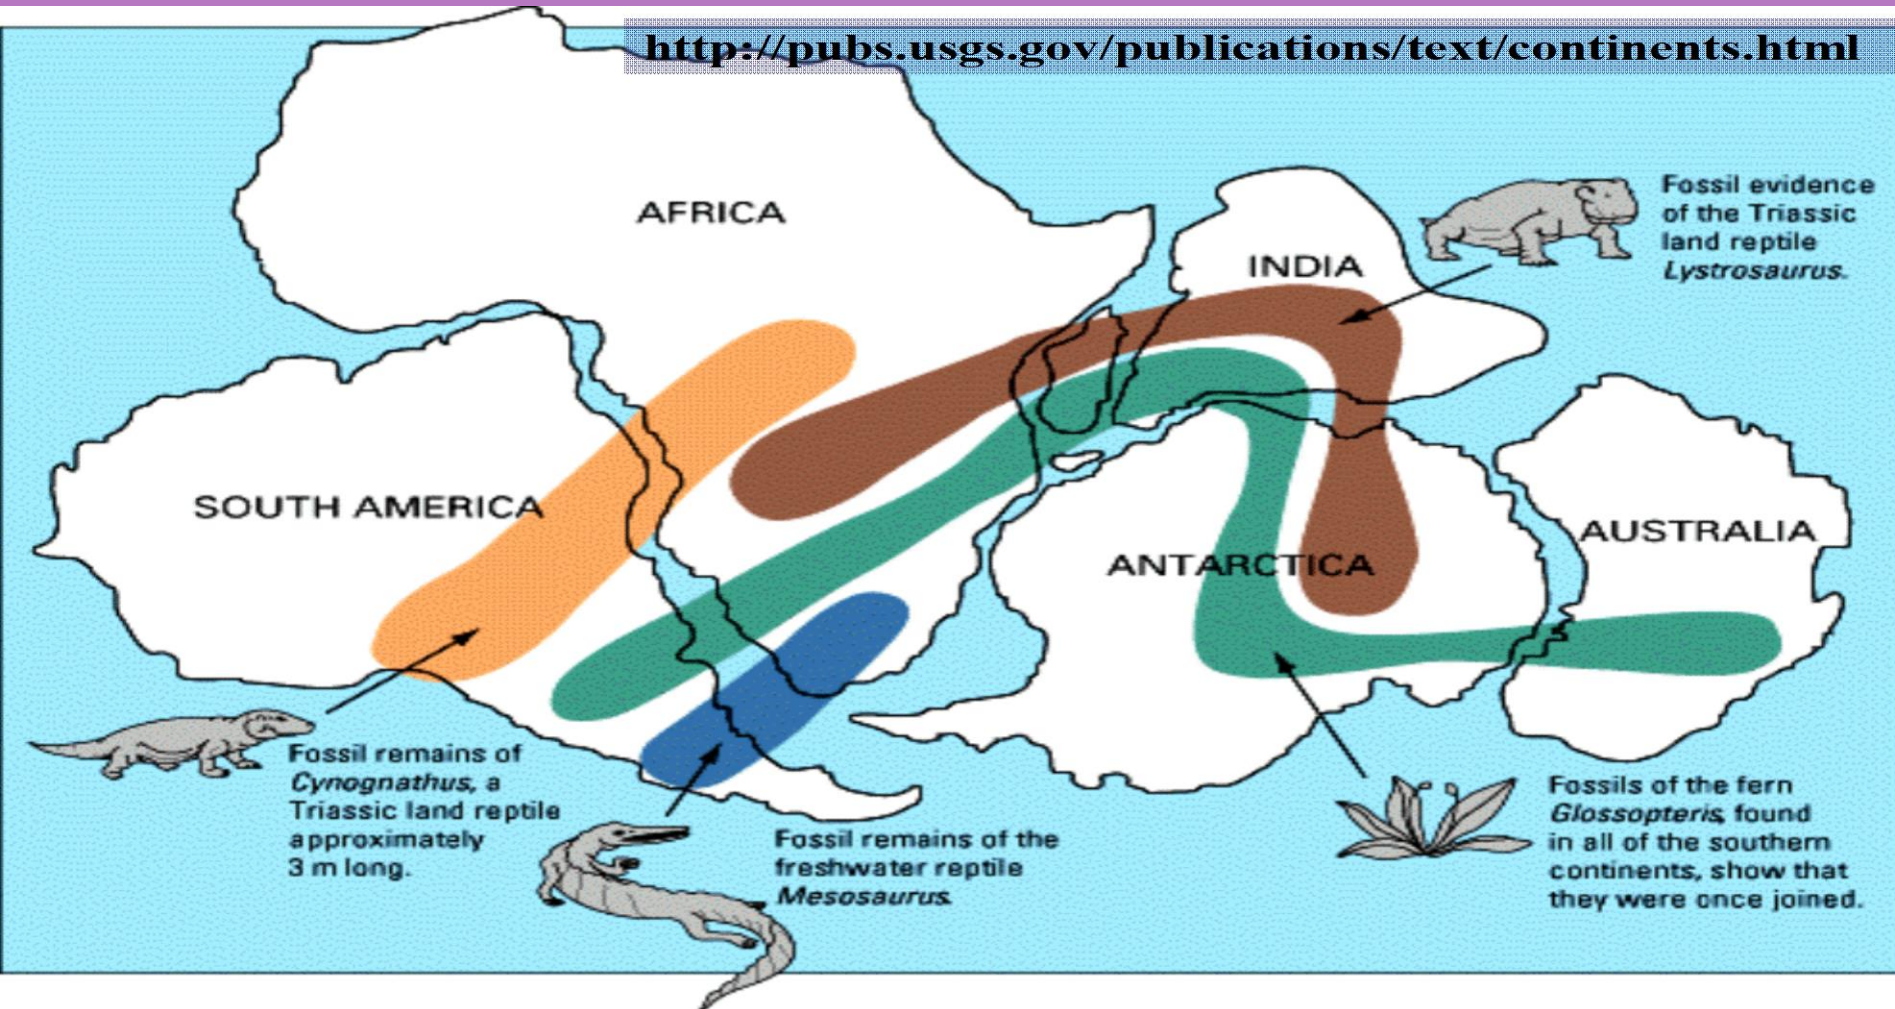 http://pubs.usgs.gov/publications/text/continents.html
AFRICA
INDIA
Fossil evidence
of the Triassic
land reptile
Lystrosaurus.
SOUTH AMERICA
ANTARCTICA
AUSTRALIA
Fossil remains of
Cynognathus, a
Triassic land reptile
approximately
3 m long.
Fossil remains of the
freshwater reptile
Mesosaurus.
Fossils of the fern
Glossopteris, found
in all of the southern
continents, show that
they were once joined.